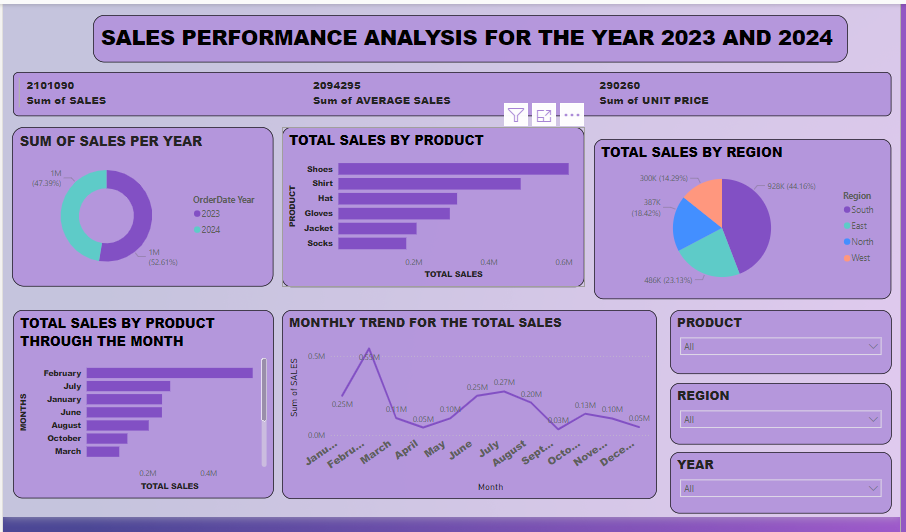 SALES PERFORMANCE ANALYSIS FOR THE YEAR 2023 AND 2024
2101090
Sum of SALES
2094295
Sum of AVERAGE SALES
290260
Sum of UNIT PRICE
SUM OF SALES PER YEAR
1M
(47.39%)
1M
(52.61%)
OrderDate Year
2023
2024
TOTAL SALES BY PRODUCT
PRODUCT
Shoes
Shirt
Hat
Gloves
Jacket
Socks
0.2M 0.4M 0.6M
TOTAL SALES
TOTAL SALES BY REGION
300K (14.29%)
928K (44.16%)
387K
(18.42%)
486K (23.13%)
Region
South
East
North
West
TOTAL SALES BY PRODUCT
THROUGH THE MONTH
MONTHS
February
July
January
June
August
October
March
0.2M 0.4M
TOTAL SALES
MONTHLY TREND FOR THE TOTAL SALES
Sum of SALES
0.5M
0.0M
0.25M
0.11M
0.05M
0.10M
0.25M
0.27M
0.20M
0.03M
0.13M
0.10M
0.05M
Janu...
Febru...
March
April
May
June
July
August
Sept...
Octo...
Nove...
Dece...
Month
PRODUCT
All
REGION
All
YEAR
All